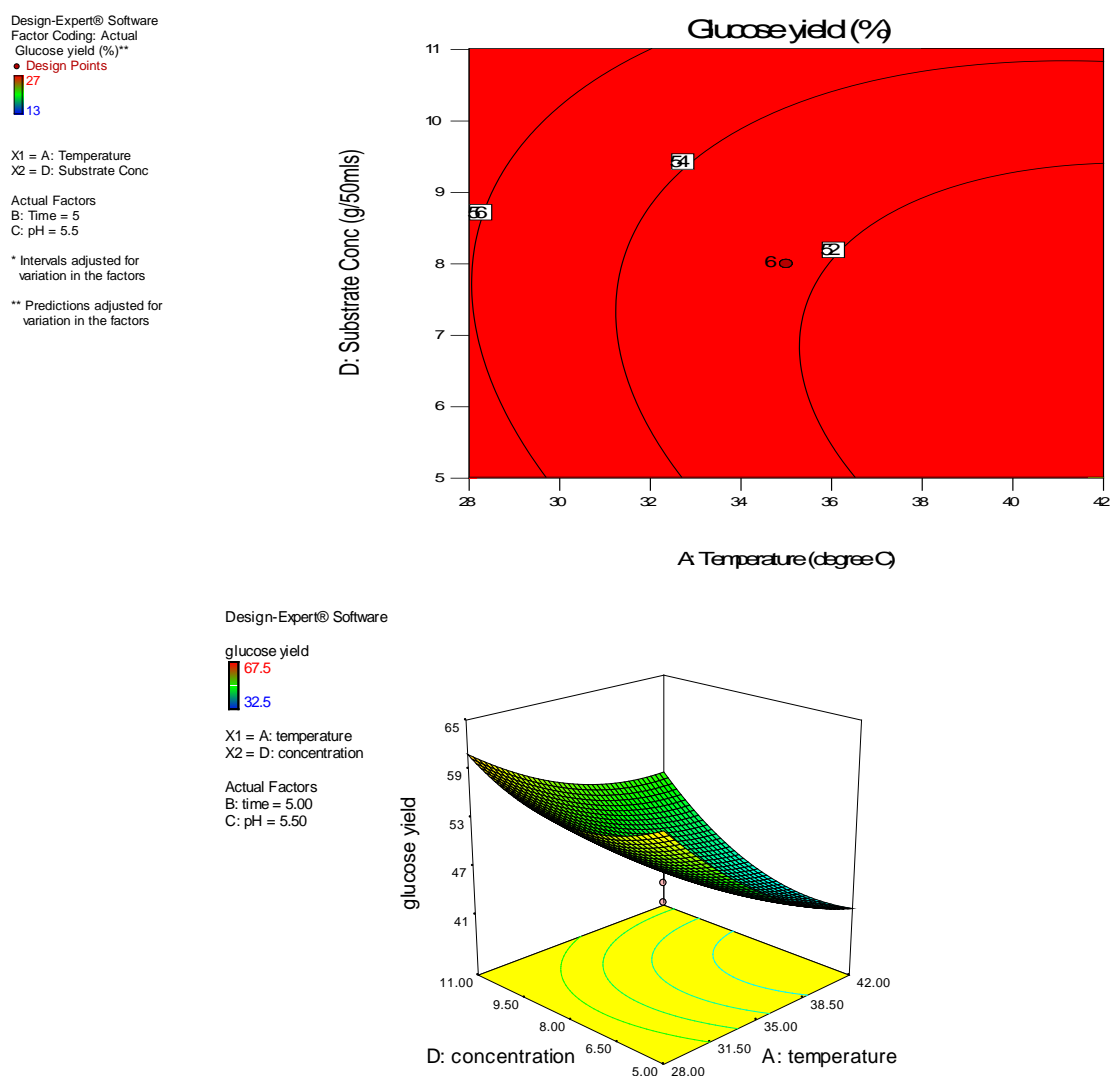 Design-Expert® Software
Factor Coding: Actual
Glucose yield (%)**
Design Points
27
13
X1 = A: Temperature
X2 = D: Substrate Conc
Actual Factors
B: Time = 5
C: pH = 5.5
* Intervals adjusted for
variation in the factors
** Predictions adjusted for
variation in the factors
Glucose yield (%)
D: Substrate Conc (g/50mls)
11
10
9
8
7
6
5
28 30 32 34 36 38 40 42
A: Temperature (degree C)
56
54
52
6
Design-Expert® Software
glucose yield
67.5
32.5
X1 = A: temperature
X2 = D: concentration
Actual Factors
B: time = 5.00
C: pH = 5.50
glucose yield
65
59
53
47
41
11.00
9.50
8.00
6.50
5.00
28.00
31.50
35.00
38.50
42.00
D: concentration
A: temperature